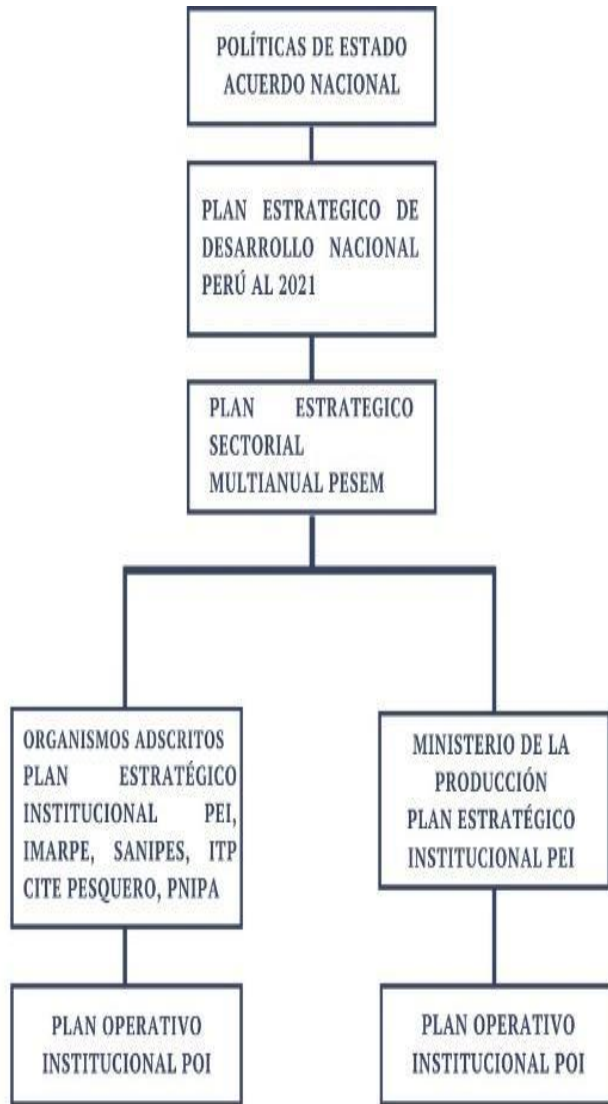 POLÍTICAS DE ESTADO
ACUERDO NACIONAL
PLAN ESTRATEGICO DE
DESARROLLO NACIONAL
PERÚ AL 2021
PLAN ESTRATEGICO
SECTORIAL
MULTIANUAL PESEM
ORGANISMOS ADSCRITOS
PLAN ESTRATÉGICO
INSTITUCIONAL PEI,
IMARPE, SANIPES, ITP
CITE PESQUERO, PNIPA
MINISTERIO DE LA
PRODUCCIÓN
PLAN ESTRATÉGICO
INSTITUCIONAL PEI
PLAN OPERATIVO
INSTITUCIONAL POI
PLAN OPERATIVO
INSTITUCIONAL POI